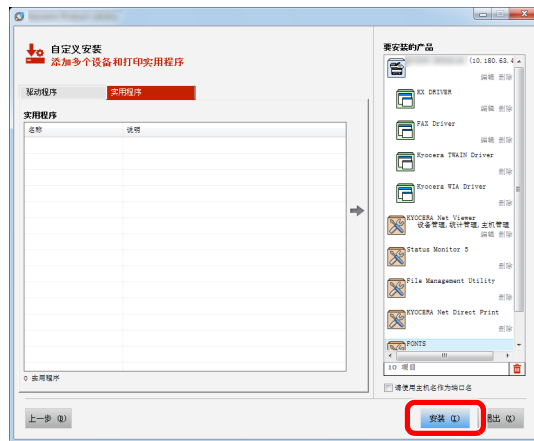 自定义安装
添加多个设备和打印实用程序
驱动程序
实用程序
实用程序
名称
说明
0 实用程序
要安装的产品
(10.180.63.4
编辑 删除
KX DRIVER
编辑 删除
FAX Driver
编辑 删除
Kyocera TWAIN Driver
删除
Kyocera WIA Driver
删除
KYOCERA Net Viewer
设备管理,统计管理,主机管理
编辑 删除
Status Monitor 5
删除
File Management Utility
删除
KYOCERA Net Direct Print
删除
FONTS
10 项目
请使用主机名作为端口名
上一步 (B)
安装 (I)
退出 (X)